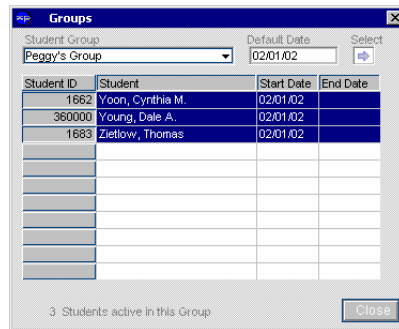 Groups
Student Group Default Date Select
Peggy's Group 02/01/02
Student ID Student Start Date End Date
1662 Yoon, Cynthia M. 02/01/02
360000 Young, Dale A. 02/01/02
1683 Zietlow, Thomas 02/01/02
3 Students active in this Group Close